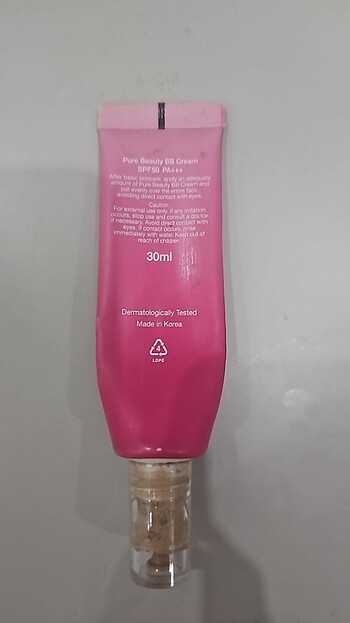 Pure Beauty BB Cream
SPF50 PA+++
After basic skincare, apply an adequate
amount of Pure Beauty BB Cream and
pat evenly over the entire face,
avoiding direct contact with eyes.
Caution
For external use only. If any irritation
occurs, stop use and consult a doctor
if necessary. Avoid direct contact with
eyes, if contact occurs, rinse
immediately with water. Keep out of
reach of children.
30ml
Dermatologically Tested
Made in Korea
4
LDPE